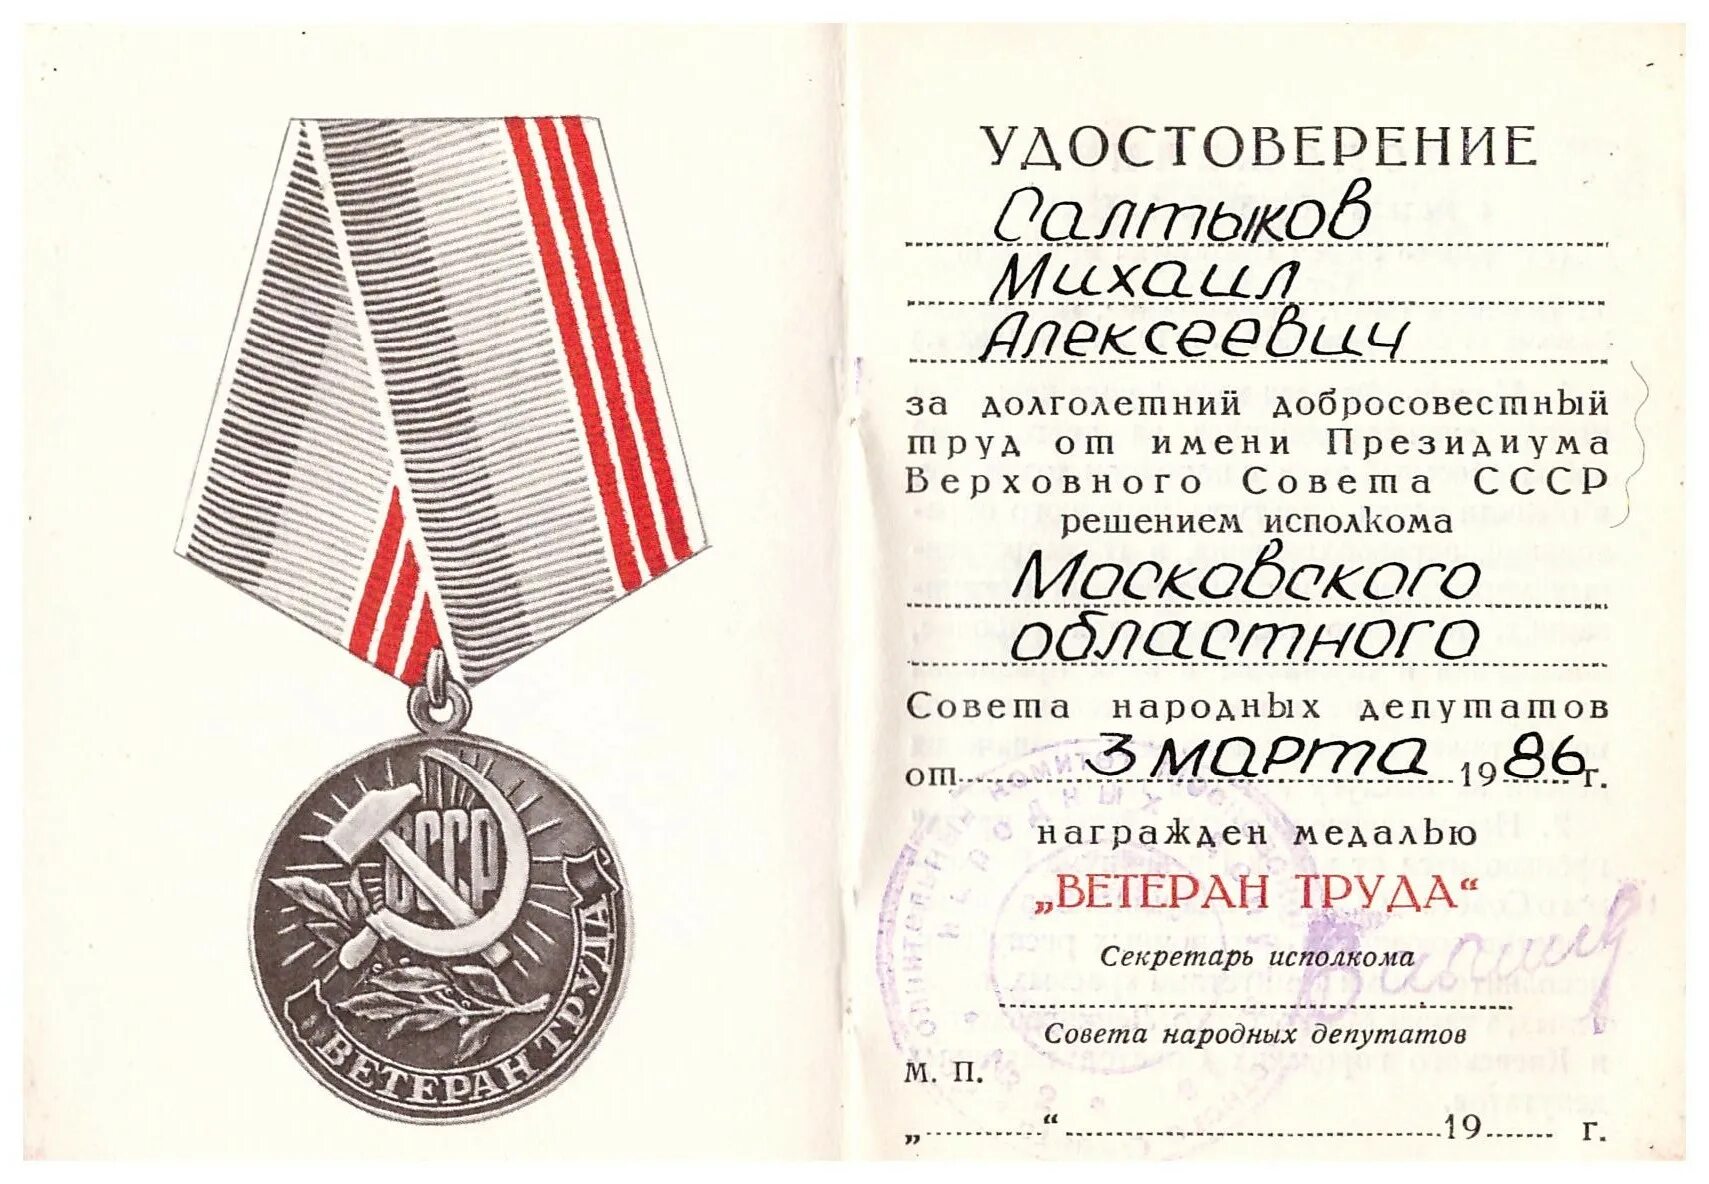 СССР
ВЕТЕРАН ТРУДА
УДОСТОВЕРЕНИЕ
Салтыков
Михаил
Алексеевич
за долголетний добросовестный
труд от имени Президиума
Верховного Совета СССР
решением исполкома
Московского
областного
Совета народных депутатов
от 3 марта 1986 г.
награжден медалью
„ВЕТЕРАН ТРУДА“
Секретарь исполкома
Совета народных депутатов
М. П.
„ “ 19 г.